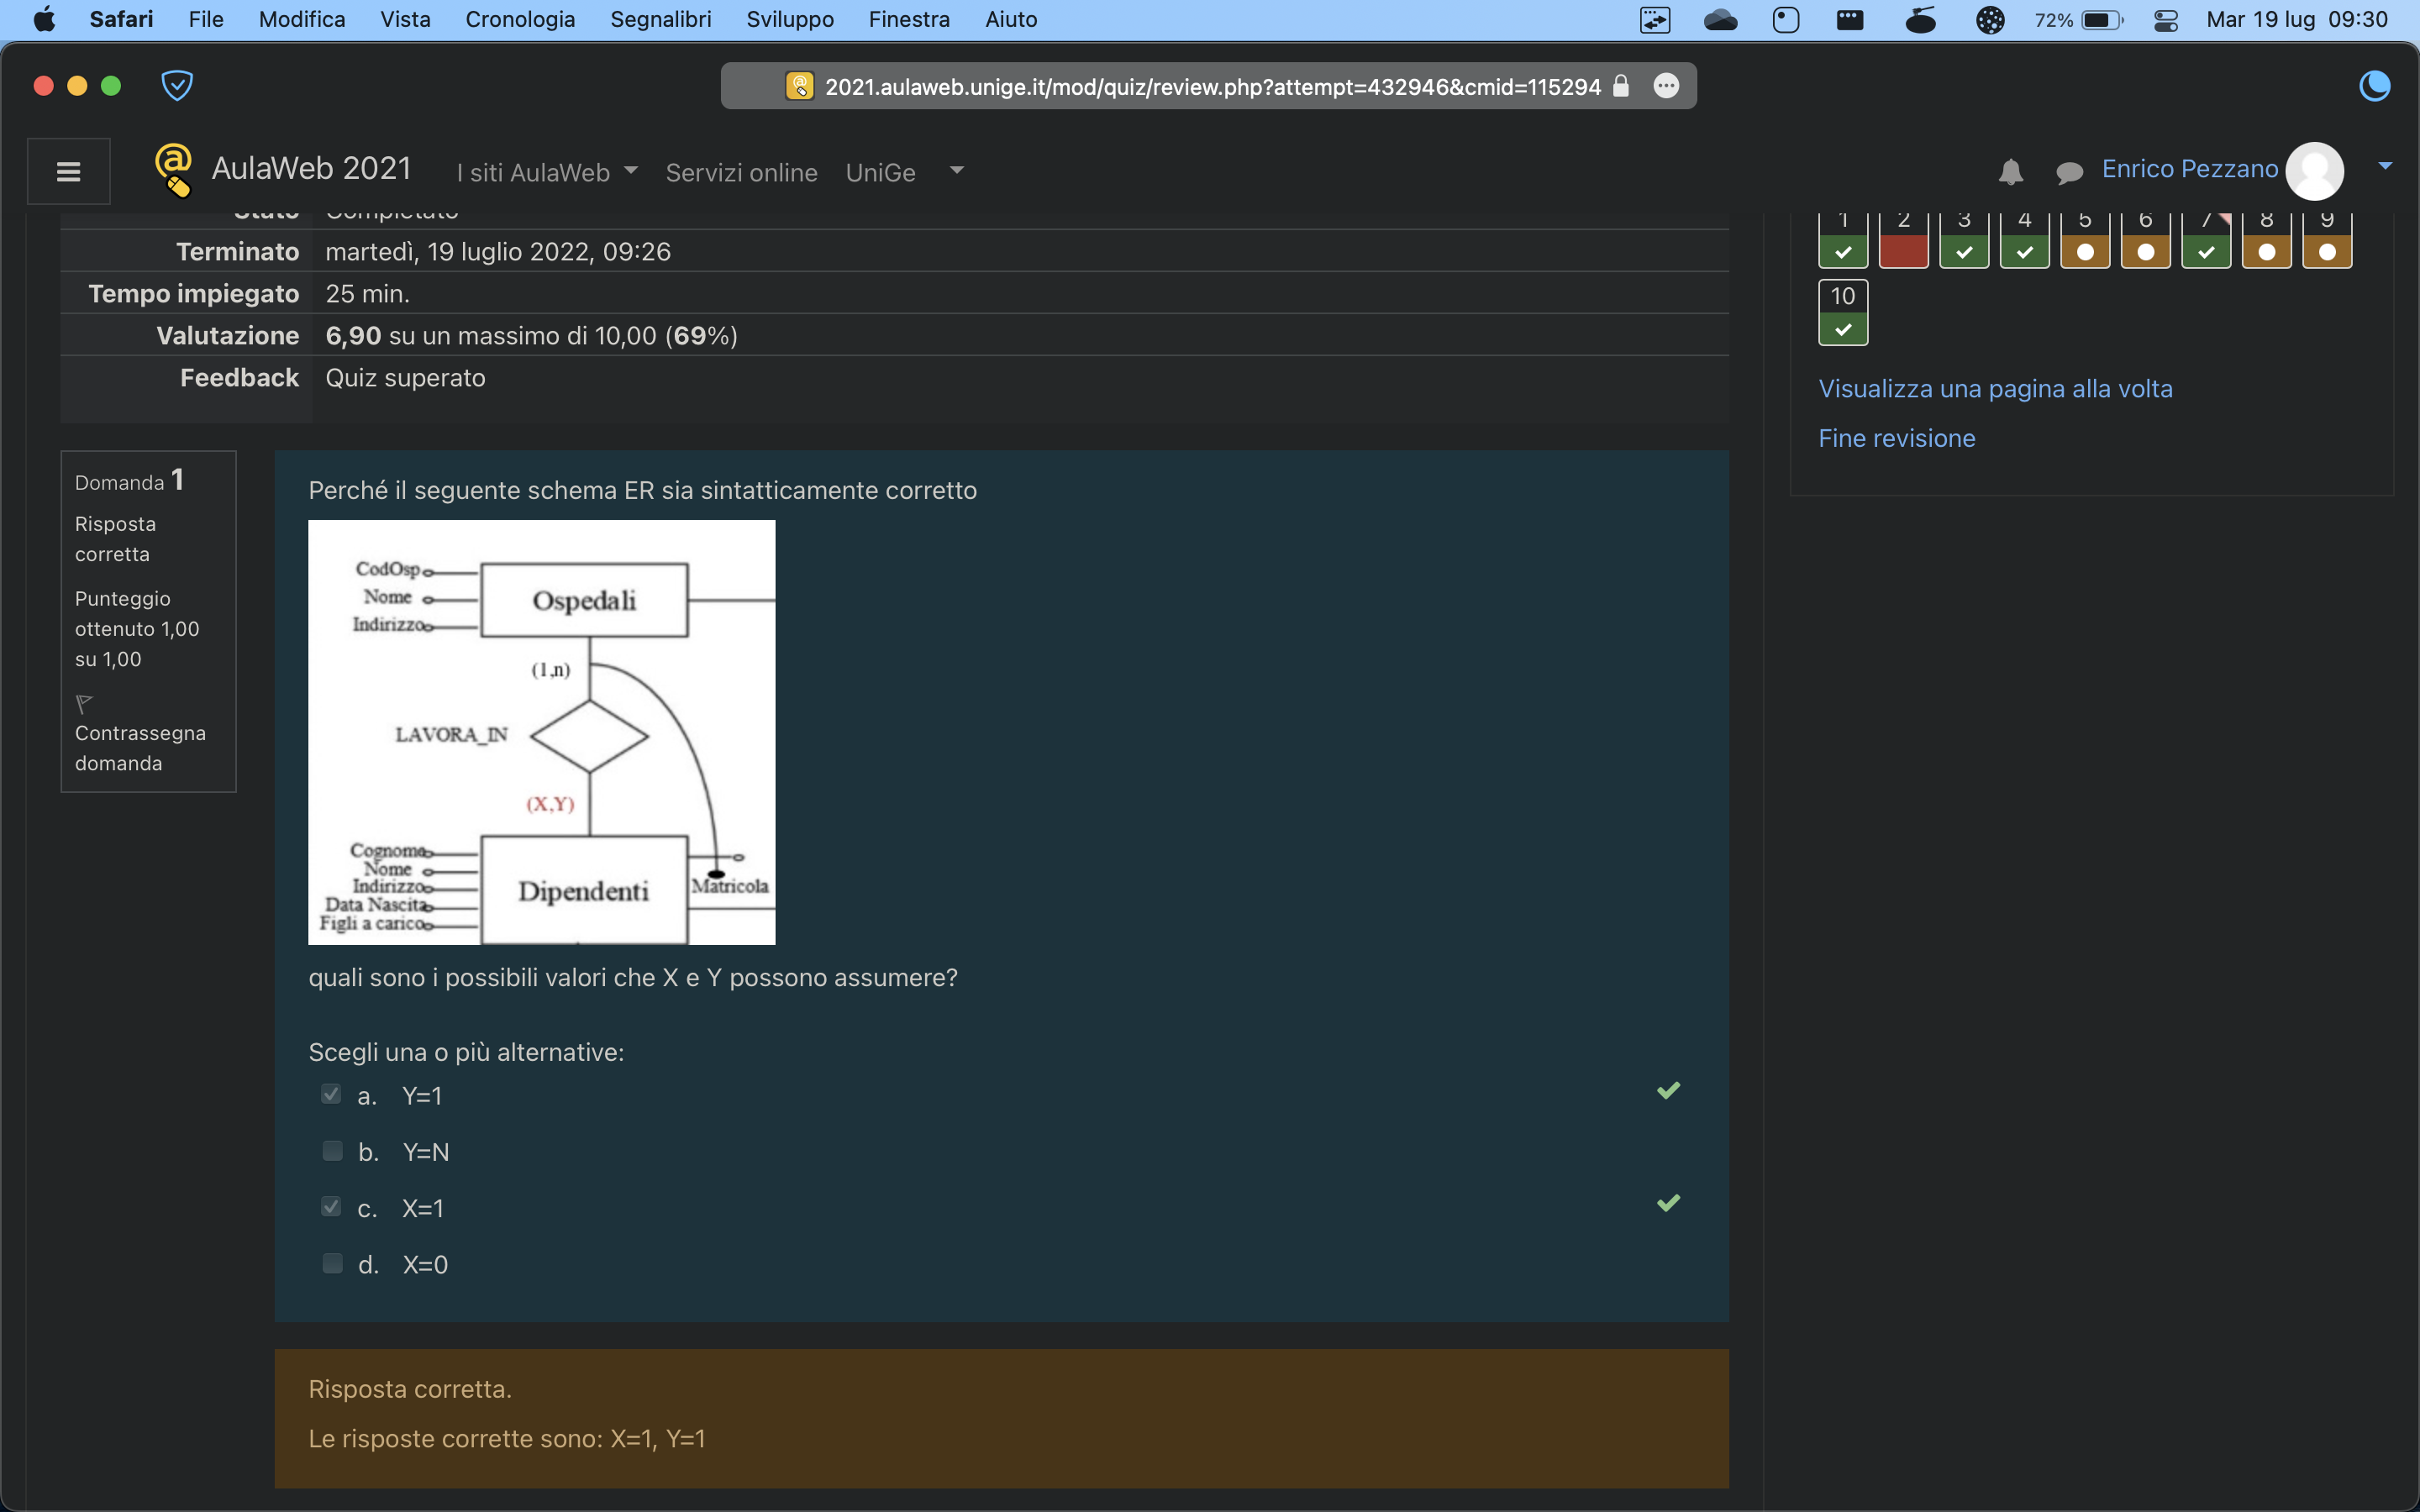 Safari File Modifica Vista Cronologia Segnalibri Sviluppo Finestra Aiuto 72% Mar 19 lug 09:30
2021.aulaweb.unige.it/mod/quiz/review.php?attempt=432946&cmid=115294
AulaWeb 2021 I siti AulaWeb Servizi online UniGe Enrico Pezzano
Stato Completato
Terminato martedì, 19 luglio 2022, 09:26
Tempo impiegato 25 min.
Valutazione 6,90 su un massimo di 10,00 (69%)
Feedback Quiz superato
1 2 3 4 5 6 7 8 9
10
Visualizza una pagina alla volta
Fine revisione
Domanda 1
Risposta
corretta
Punteggio
ottenuto 1,00
su 1,00
Contrassegna
domanda
Perché il seguente schema ER sia sintatticamente corretto
CodOsp
Nome
Indirizzo
Ospedali
(1,n)
LAVORA_IN
(X,Y)
Cognome
Nome
Indirizzo
Data Nascita
Figli a carico
Dipendenti
Matricola
quali sono i possibili valori che X e Y possono assumere?
Scegli una o più alternative:
a. Y=1
b. Y=N
c. X=1
d. X=0
Risposta corretta.
Le risposte corrette sono: X=1, Y=1